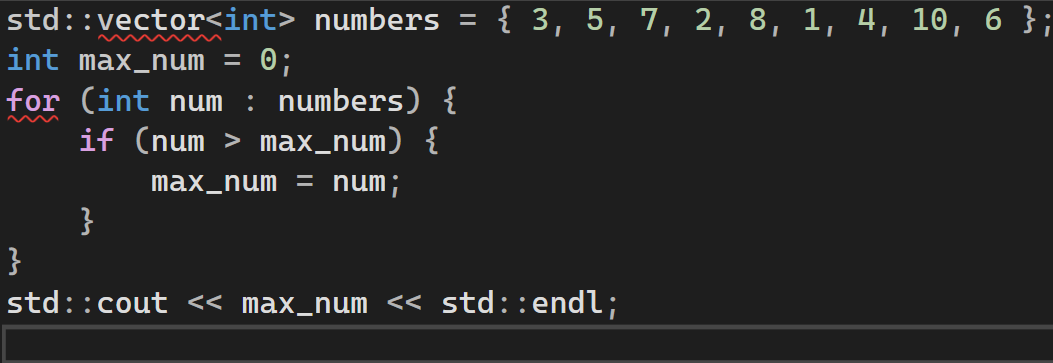 std::vector<int> numbers = { 3, 5, 7, 2, 8, 1, 4, 10, 6 };
int max_num = 0;
for (int num : numbers) {
    if (num > max_num) {
        max_num = num;
    }
}
std::cout << max_num << std::endl;